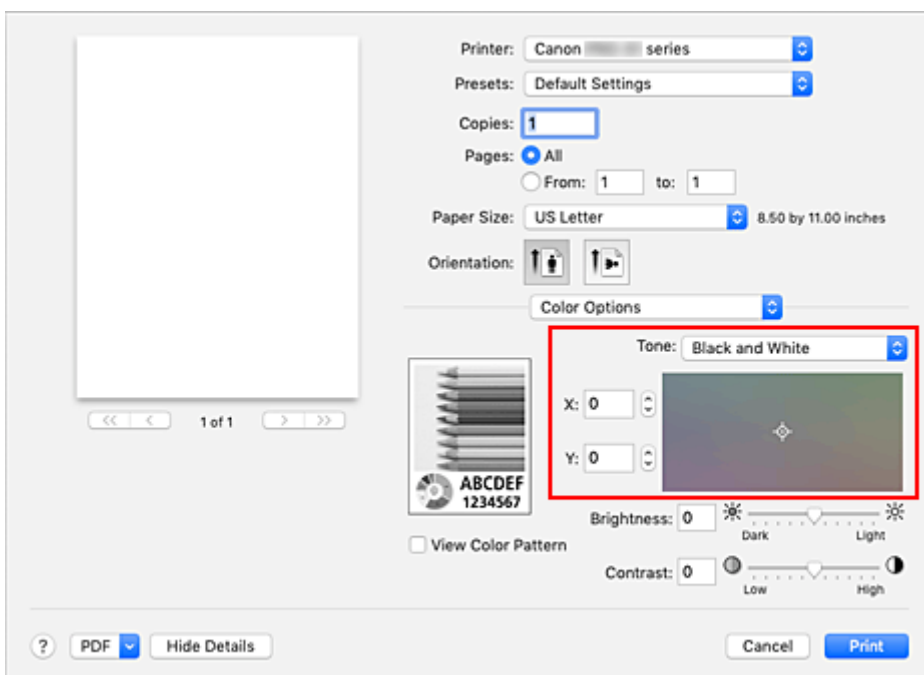 Printer: Canon series
Presets: Default Settings
Copies: 1
Pages: All
From: 1 to: 1
Paper Size: US Letter 8.50 by 11.00 inches
Orientation:
Color Options
1 of 1
Tone: Black and White
X: 0
Y: 0
ABCDEF
1234567
Brightness: 0
Dark Light
View Color Pattern
Contrast: 0
Low High
? PDF Hide Details Cancel Print